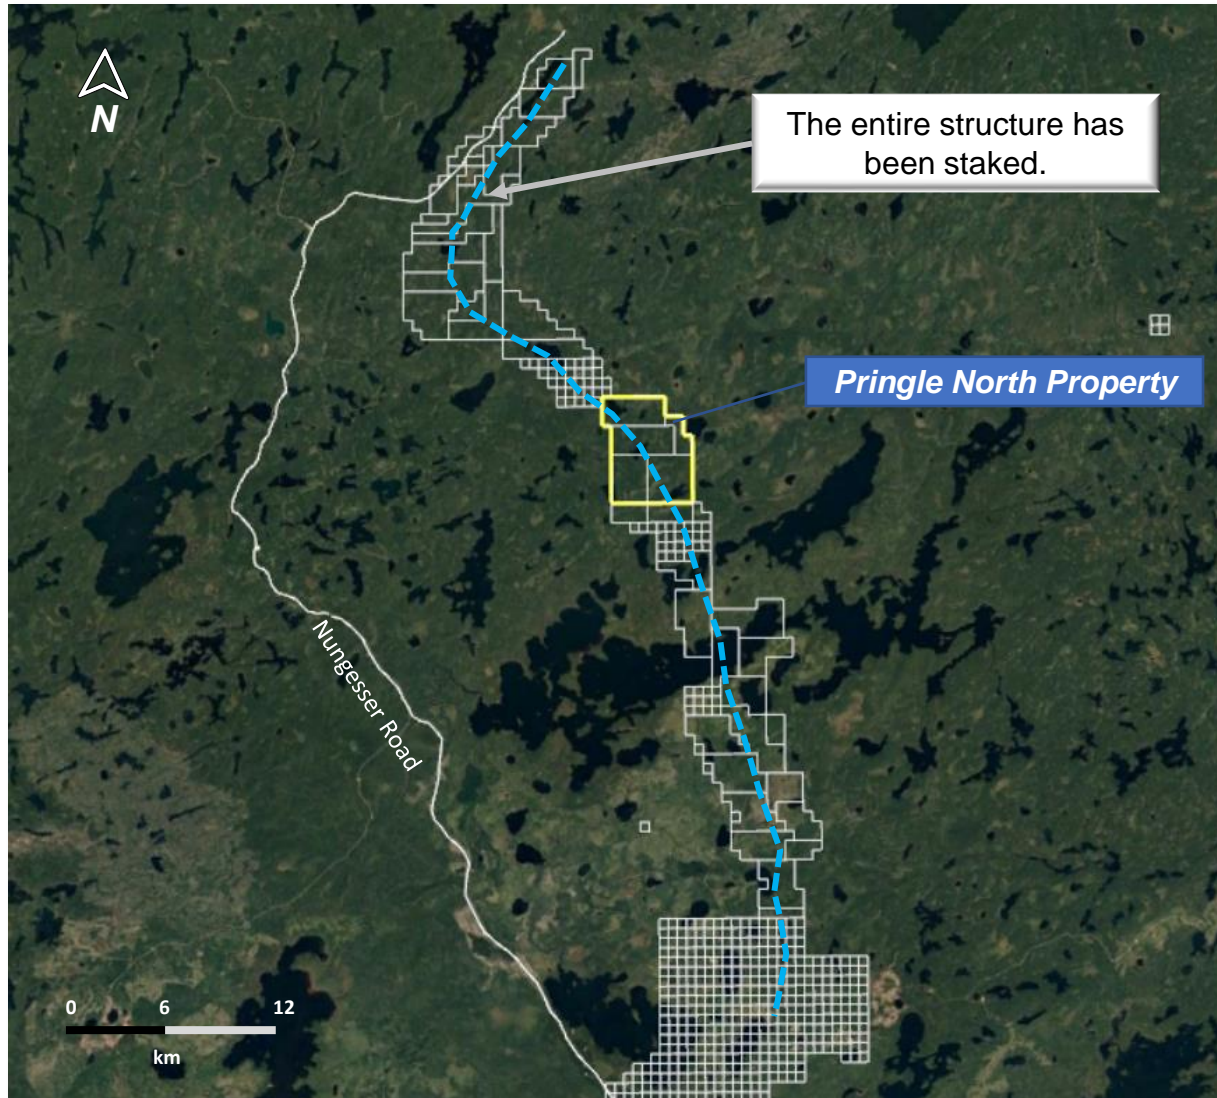 N
The entire structure has
been staked.
Pringle North Property
Nungesser Road
0 6 12
km